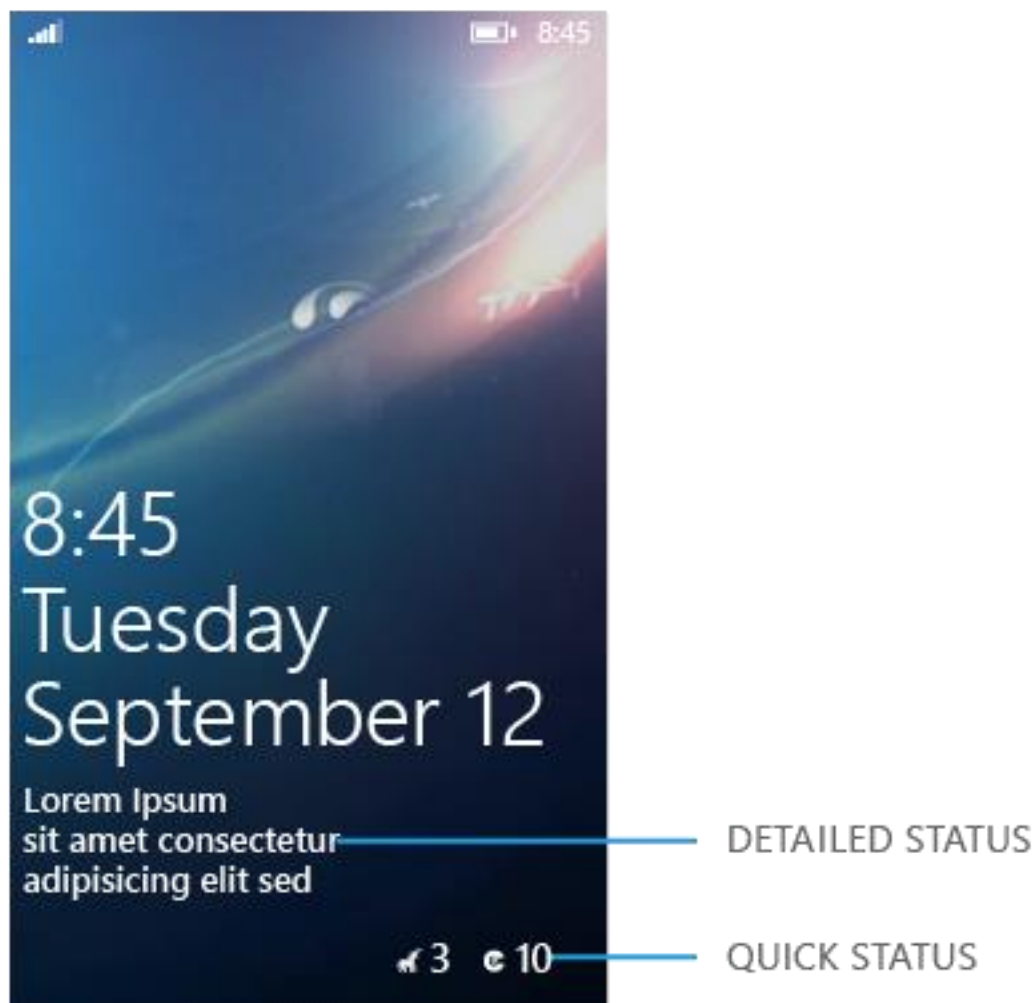 8:45
8:45
Tuesday
September 12
Lorem Ipsum
sit amet consectetur
adipisicing elit sed
DETAILED STATUS
3 10
QUICK STATUS